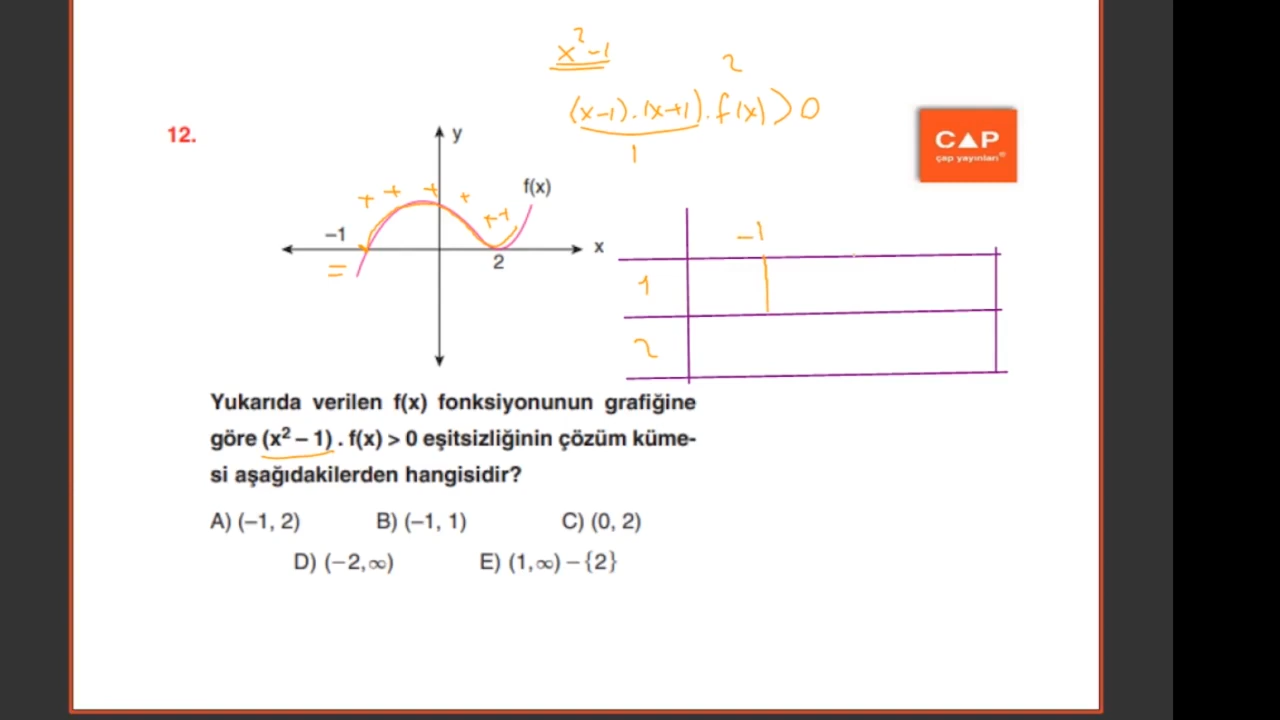 x²-1
2
(x-1).(x+1).f(x)>0
1
12.
y
CAP
çap yayınları®
f(x)
+ + + + + +
-1
-1
x
=
2
1
2
Yukarıda verilen f(x) fonksiyonunun grafiğine
göre (x² – 1) . f(x) > 0 eşitsizliğinin çözüm küme-
si aşağıdakilerden hangisidir?
A) (–1, 2) B) (–1, 1) C) (0, 2)
D) (–2,∞) E) (1,∞) – {2}